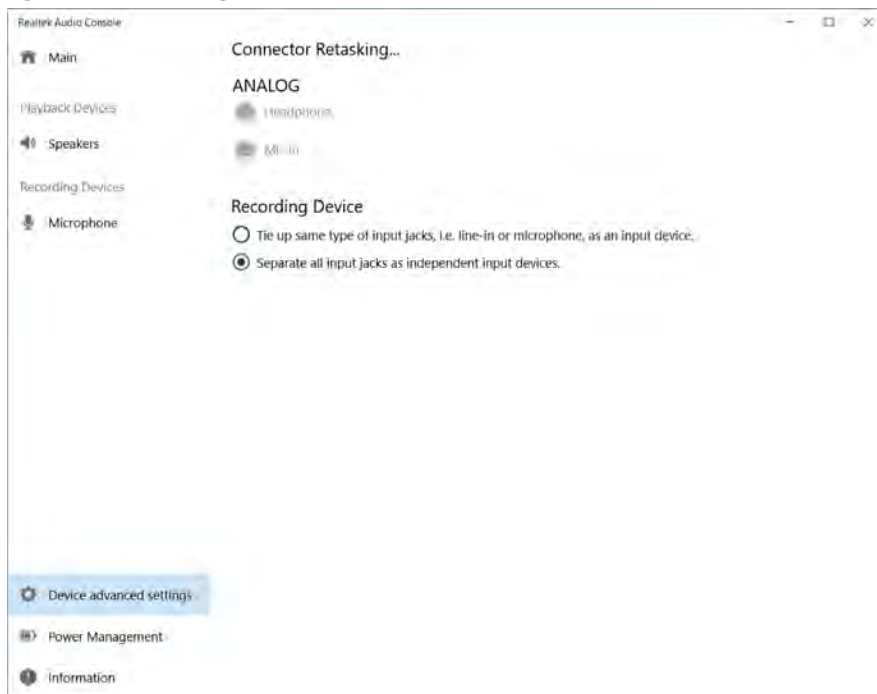 Realtek Audio Console
Main
Playback Devices
Speakers
Recording Devices
Microphone
Device advanced settings
Power Management
Information
Connector Retasking...
ANALOG
Headphone
Mic in
Recording Device
Tie up same type of input jacks, i.e. line-in or microphone, as an input device.
Separate all input jacks as independent input devices.